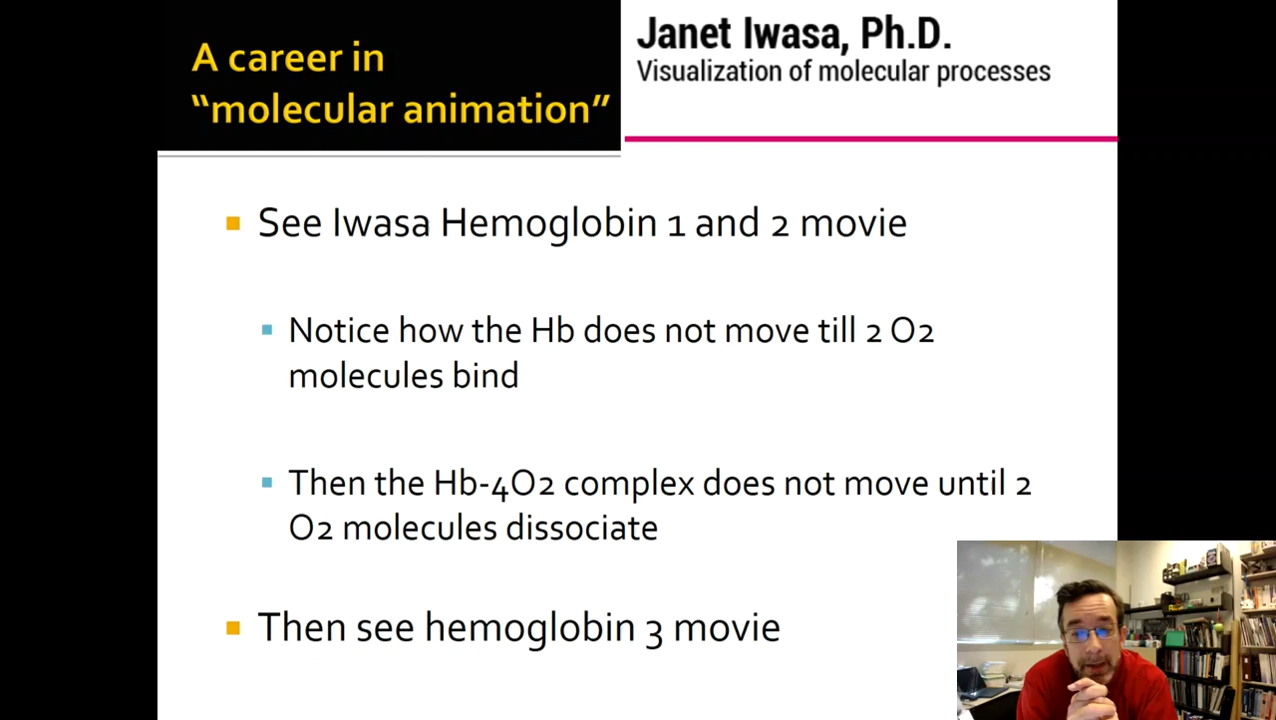 A career in
“molecular animation”
Janet Iwasa, Ph.D.
Visualization of molecular processes
See Iwasa Hemoglobin 1 and 2 movie
Notice how the Hb does not move till 2 O2
molecules bind
Then the Hb-4O2 complex does not move until 2
O2 molecules dissociate
Then see hemoglobin 3 movie